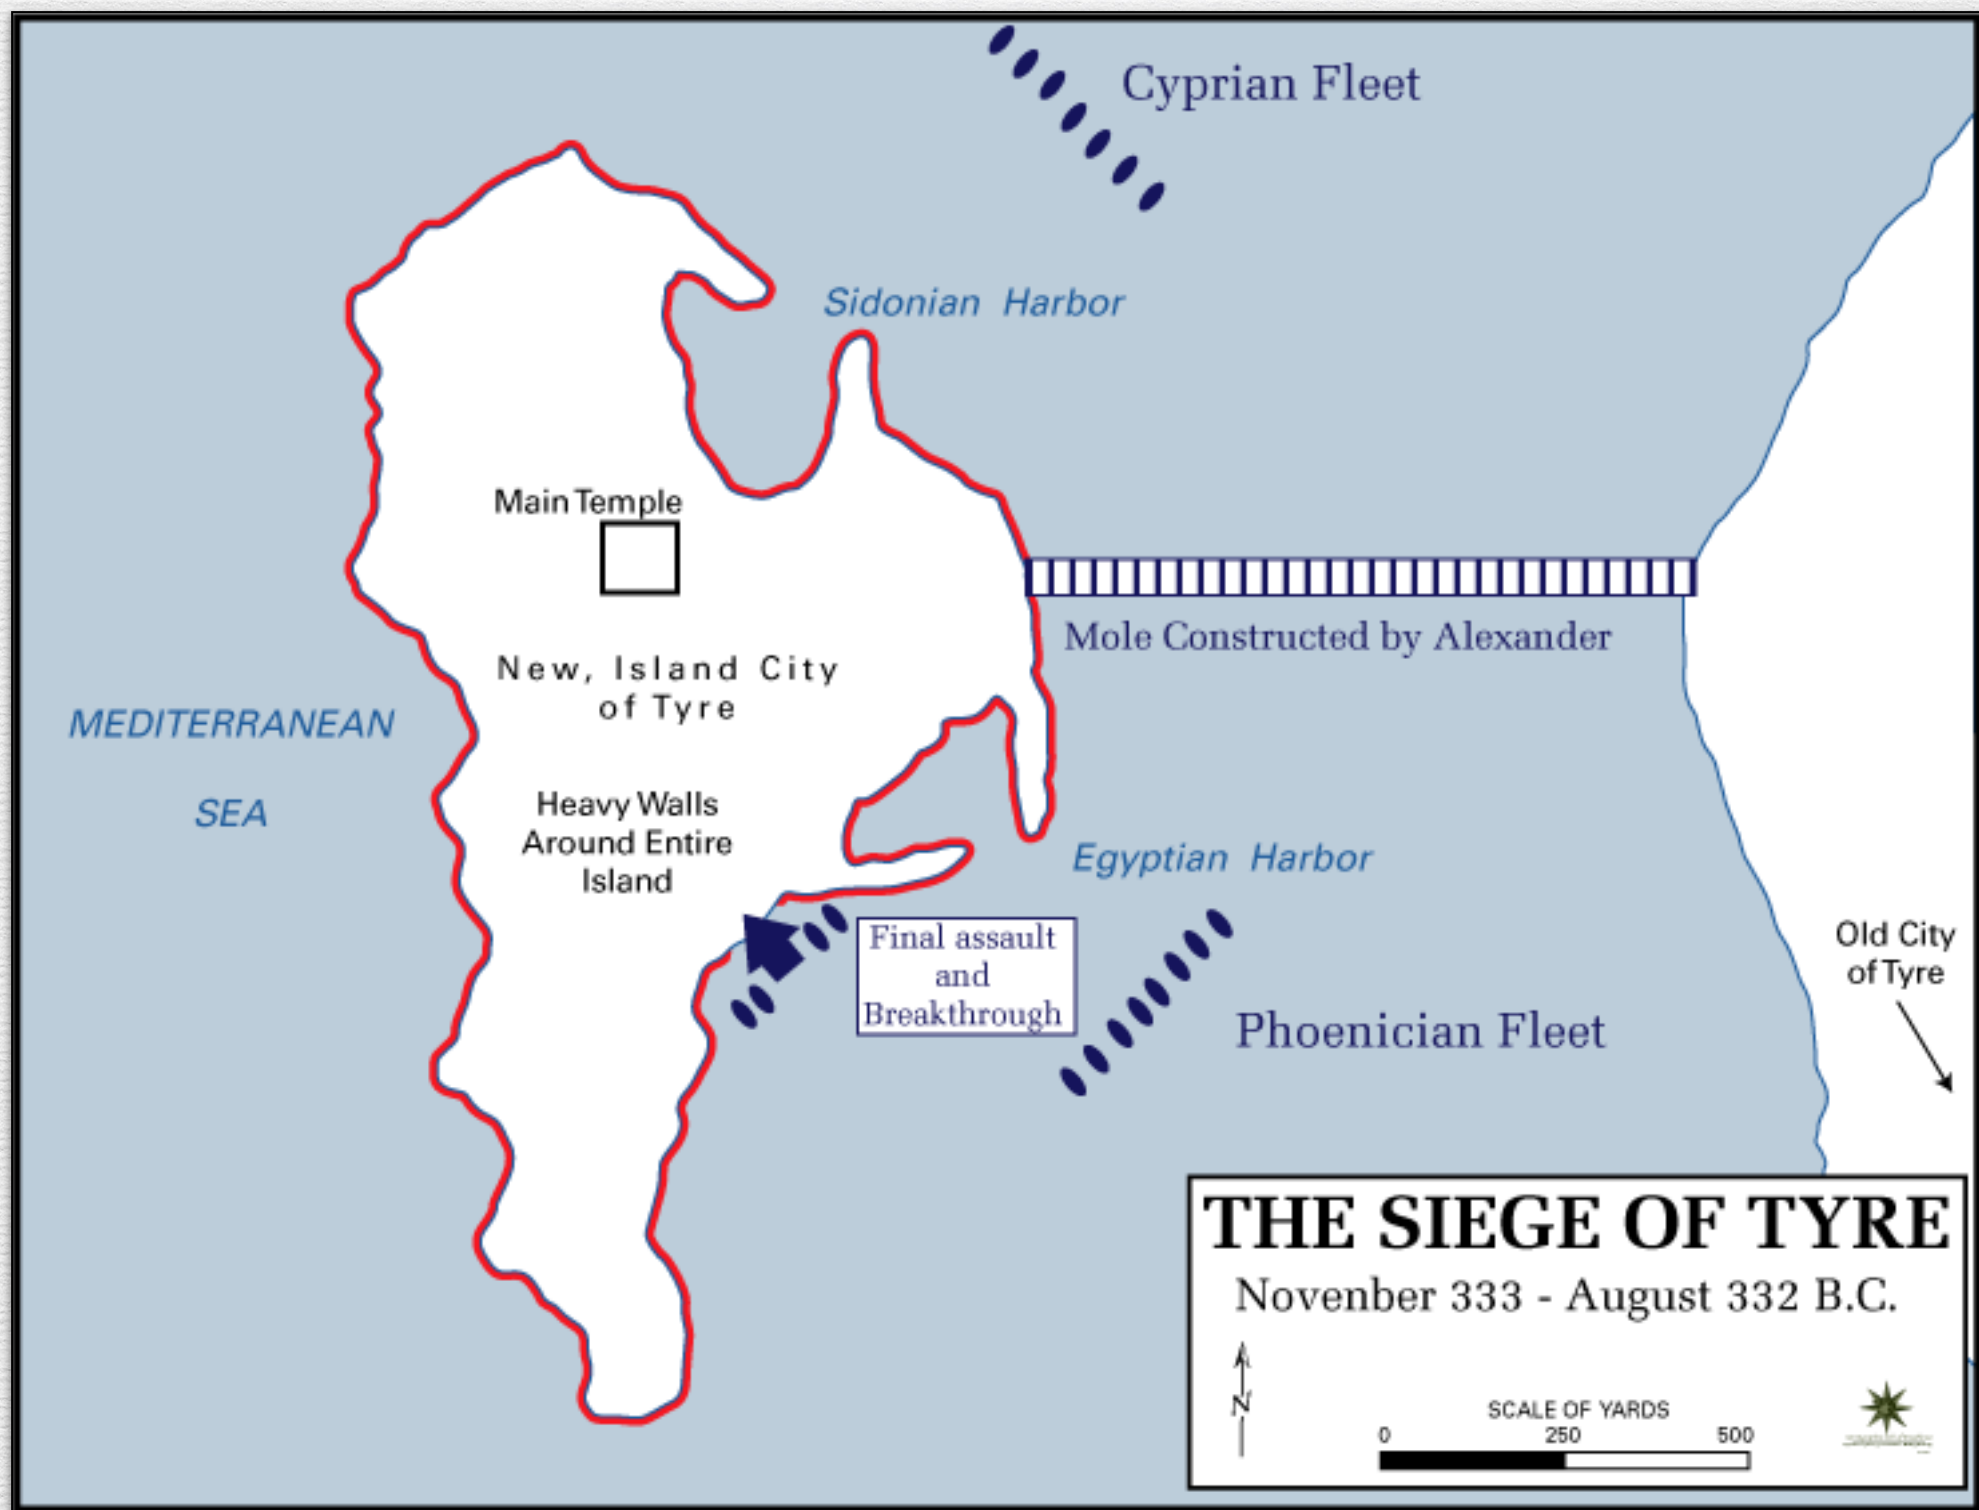 Cyprian Fleet
Sidonian Harbor
Main Temple
Mole Constructed by Alexander
New, Island City
of Tyre
MEDITERRANEAN
SEA
Heavy Walls
Around Entire
Island
Egyptian Harbor
Final assault
and
Breakthrough
Phoenician Fleet
Old City
of Tyre
THE SIEGE OF TYRE
Novenber 333 - August 332 B.C.
N
SCALE OF YARDS
0 250 500